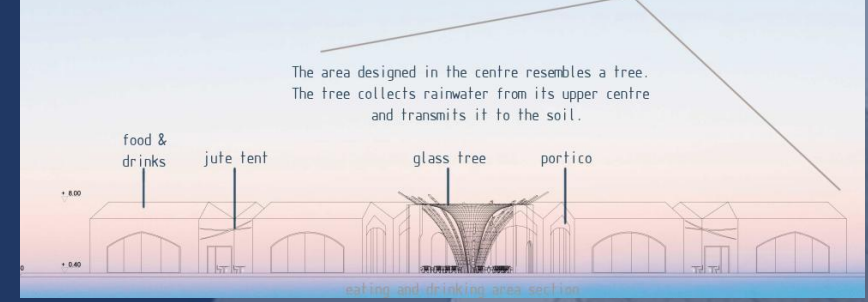 The area designed in the centre resembles a tree.
The tree collects rainwater from its upper centre
and transmits it to the soil.
food &
drinks
jute tent
glass tree
portico
+ 8.00
+ 0.40
0
eating and drinking area section